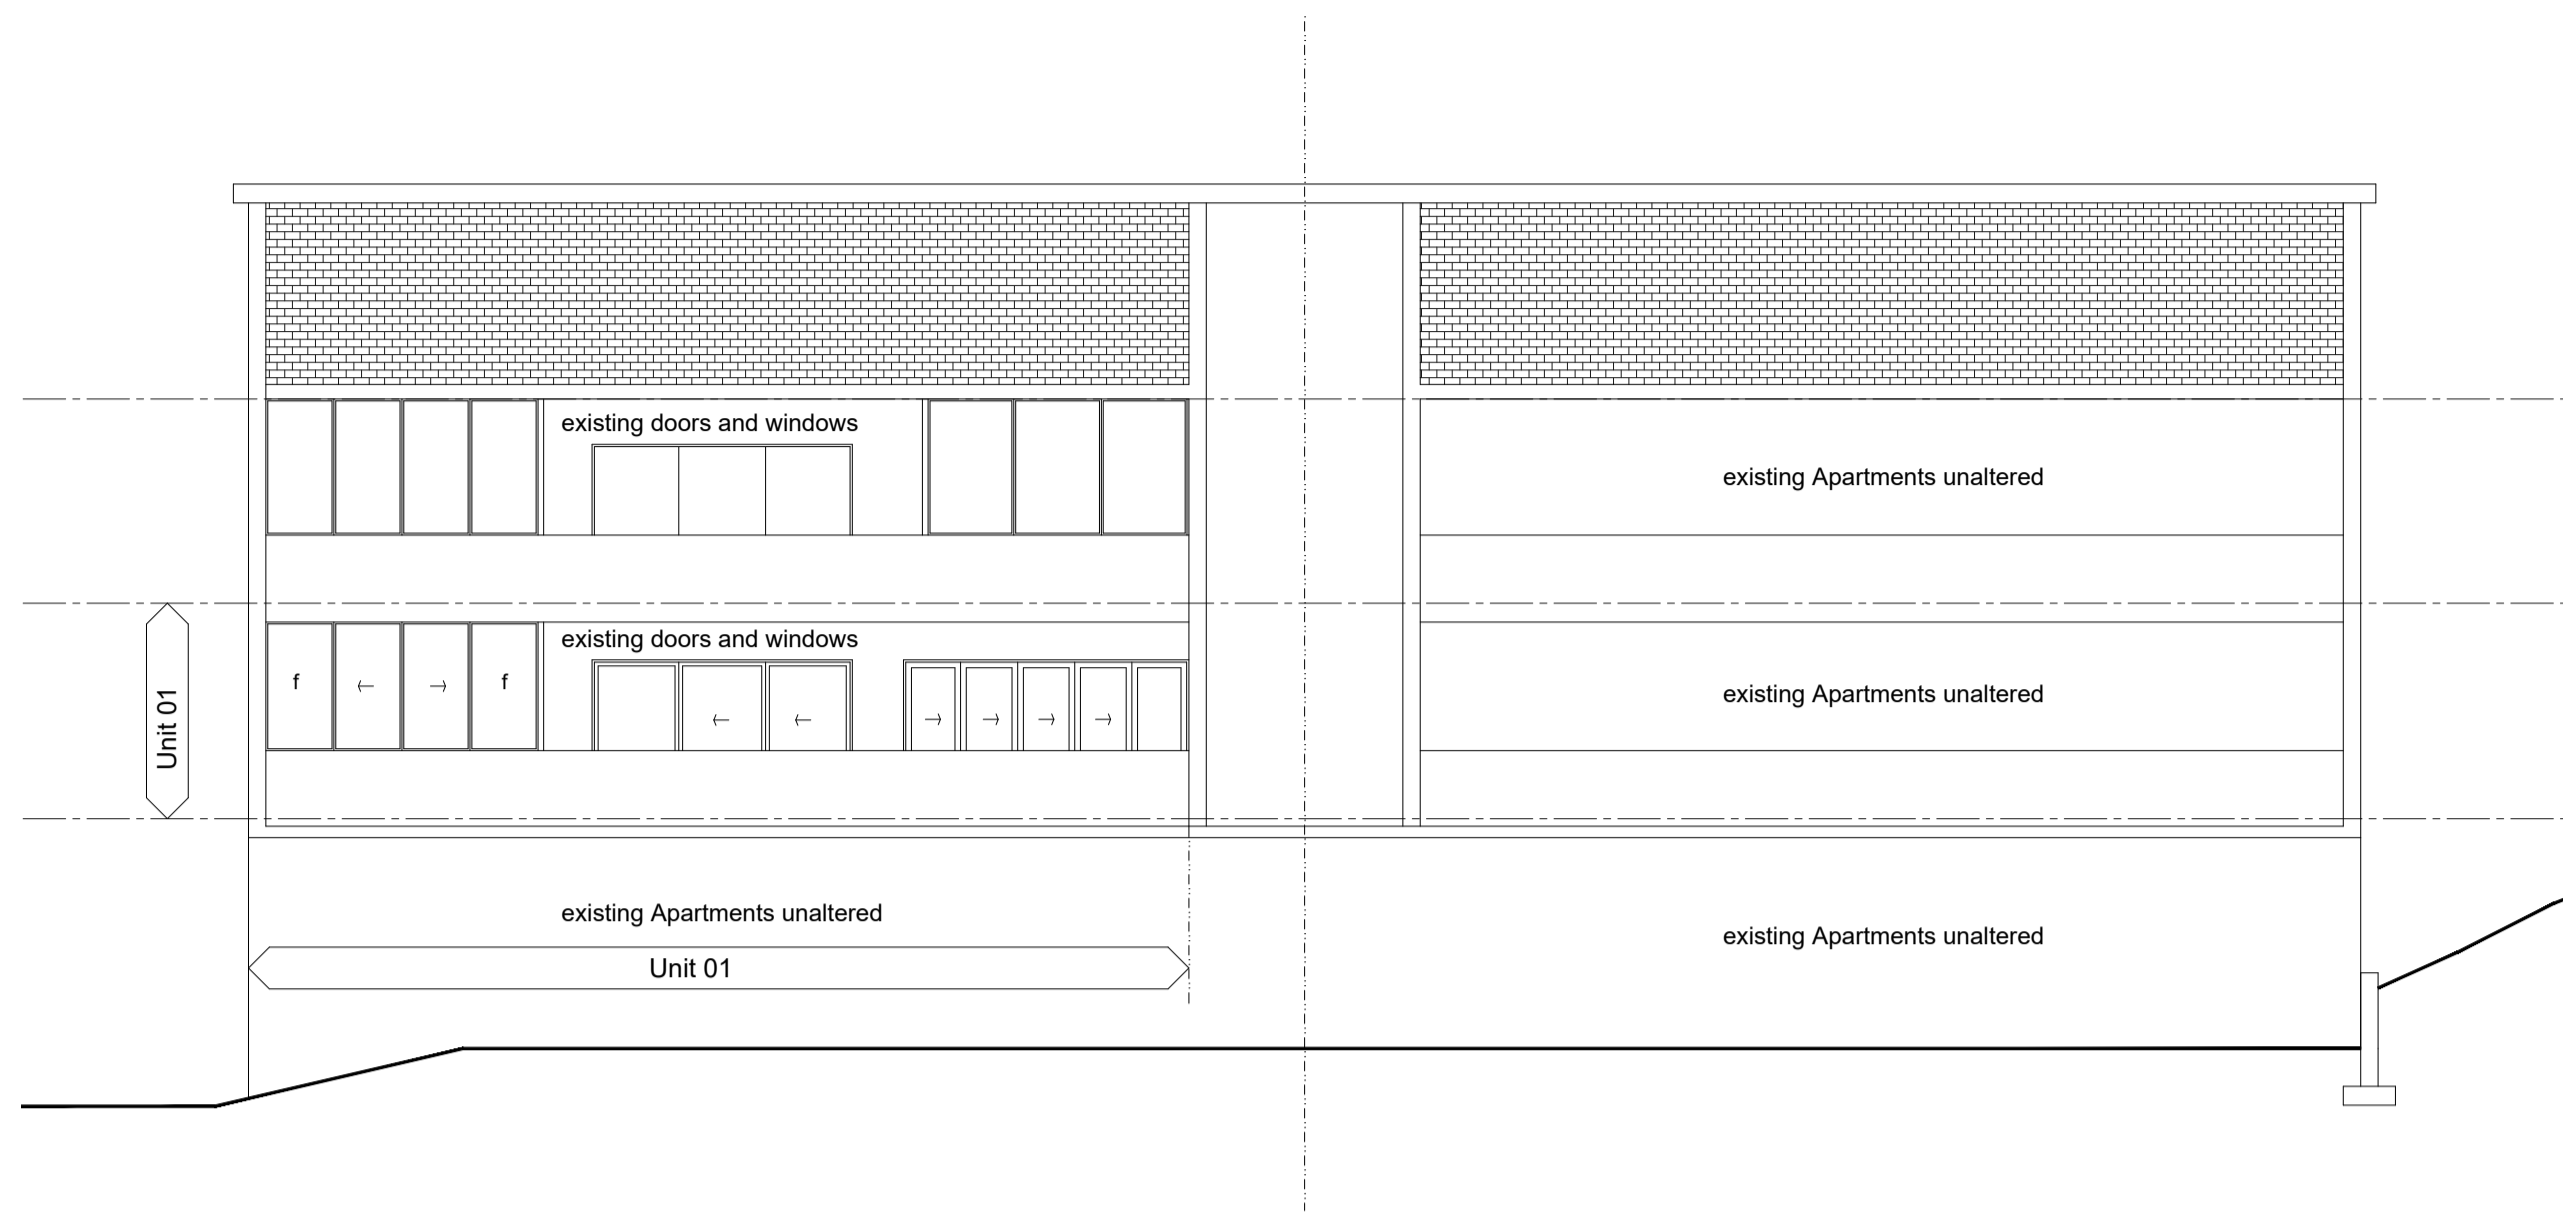 existing doors and windows
existing Apartments unaltered
existing doors and windows
f
f
existing Apartments unaltered
Unit 01
existing Apartments unaltered
existing Apartments unaltered
Unit 01